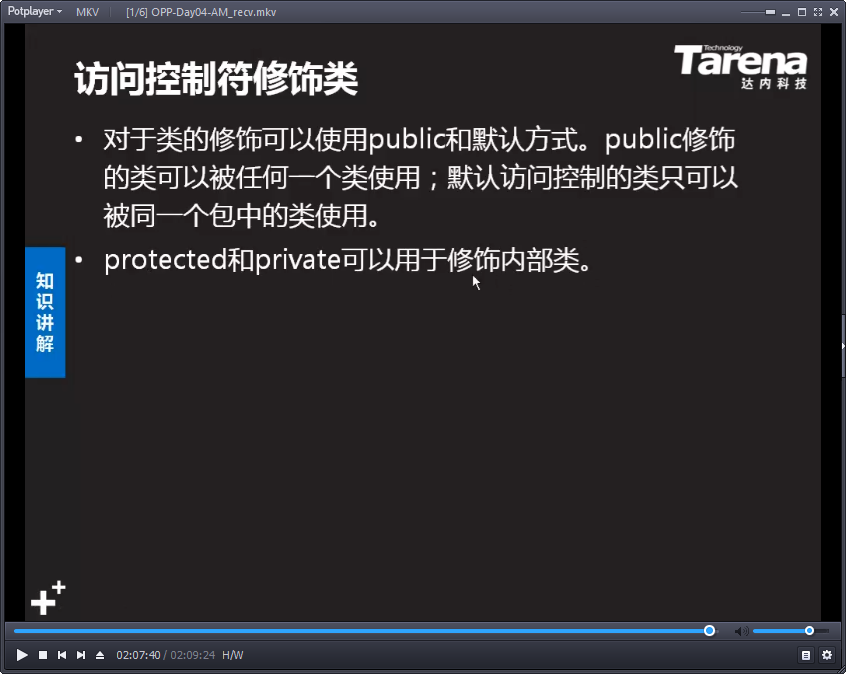 Potplayer MKV [1/6] OPP-Day04-AM_recv.mkv
访问控制符修饰类
Technology
Tarena
达内科技
• 对于类的修饰可以使用public和默认方式。public修饰
的类可以被任何一个类使用；默认访问控制的类只可以
被同一个包中的类使用。
• protected和private可以用于修饰内部类。
知识讲解
02:07:40 / 02:09:24 H/W